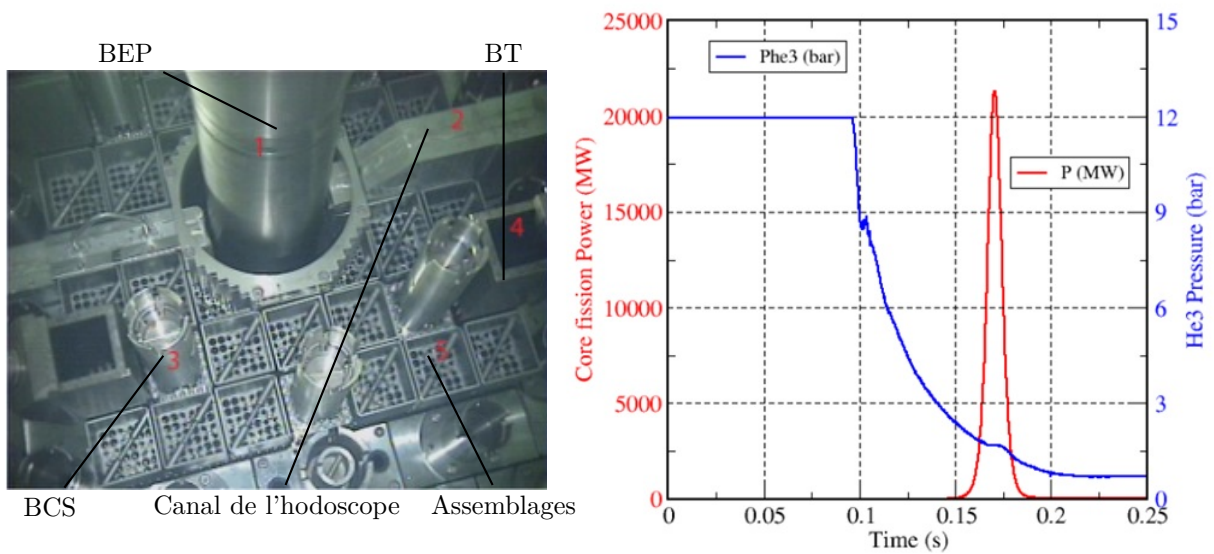 BEP
BT
1
2
4
3
5
BCS
Canal de l'hodoscope
Assemblages
25000
20000
15000
10000
5000
0
Core fission Power (MW)
Phe3 (bar)
P (MW)
15
12
9
6
3
0
He3 Pressure (bar)
0
0.05
0.1
0.15
0.2
0.25
Time (s)